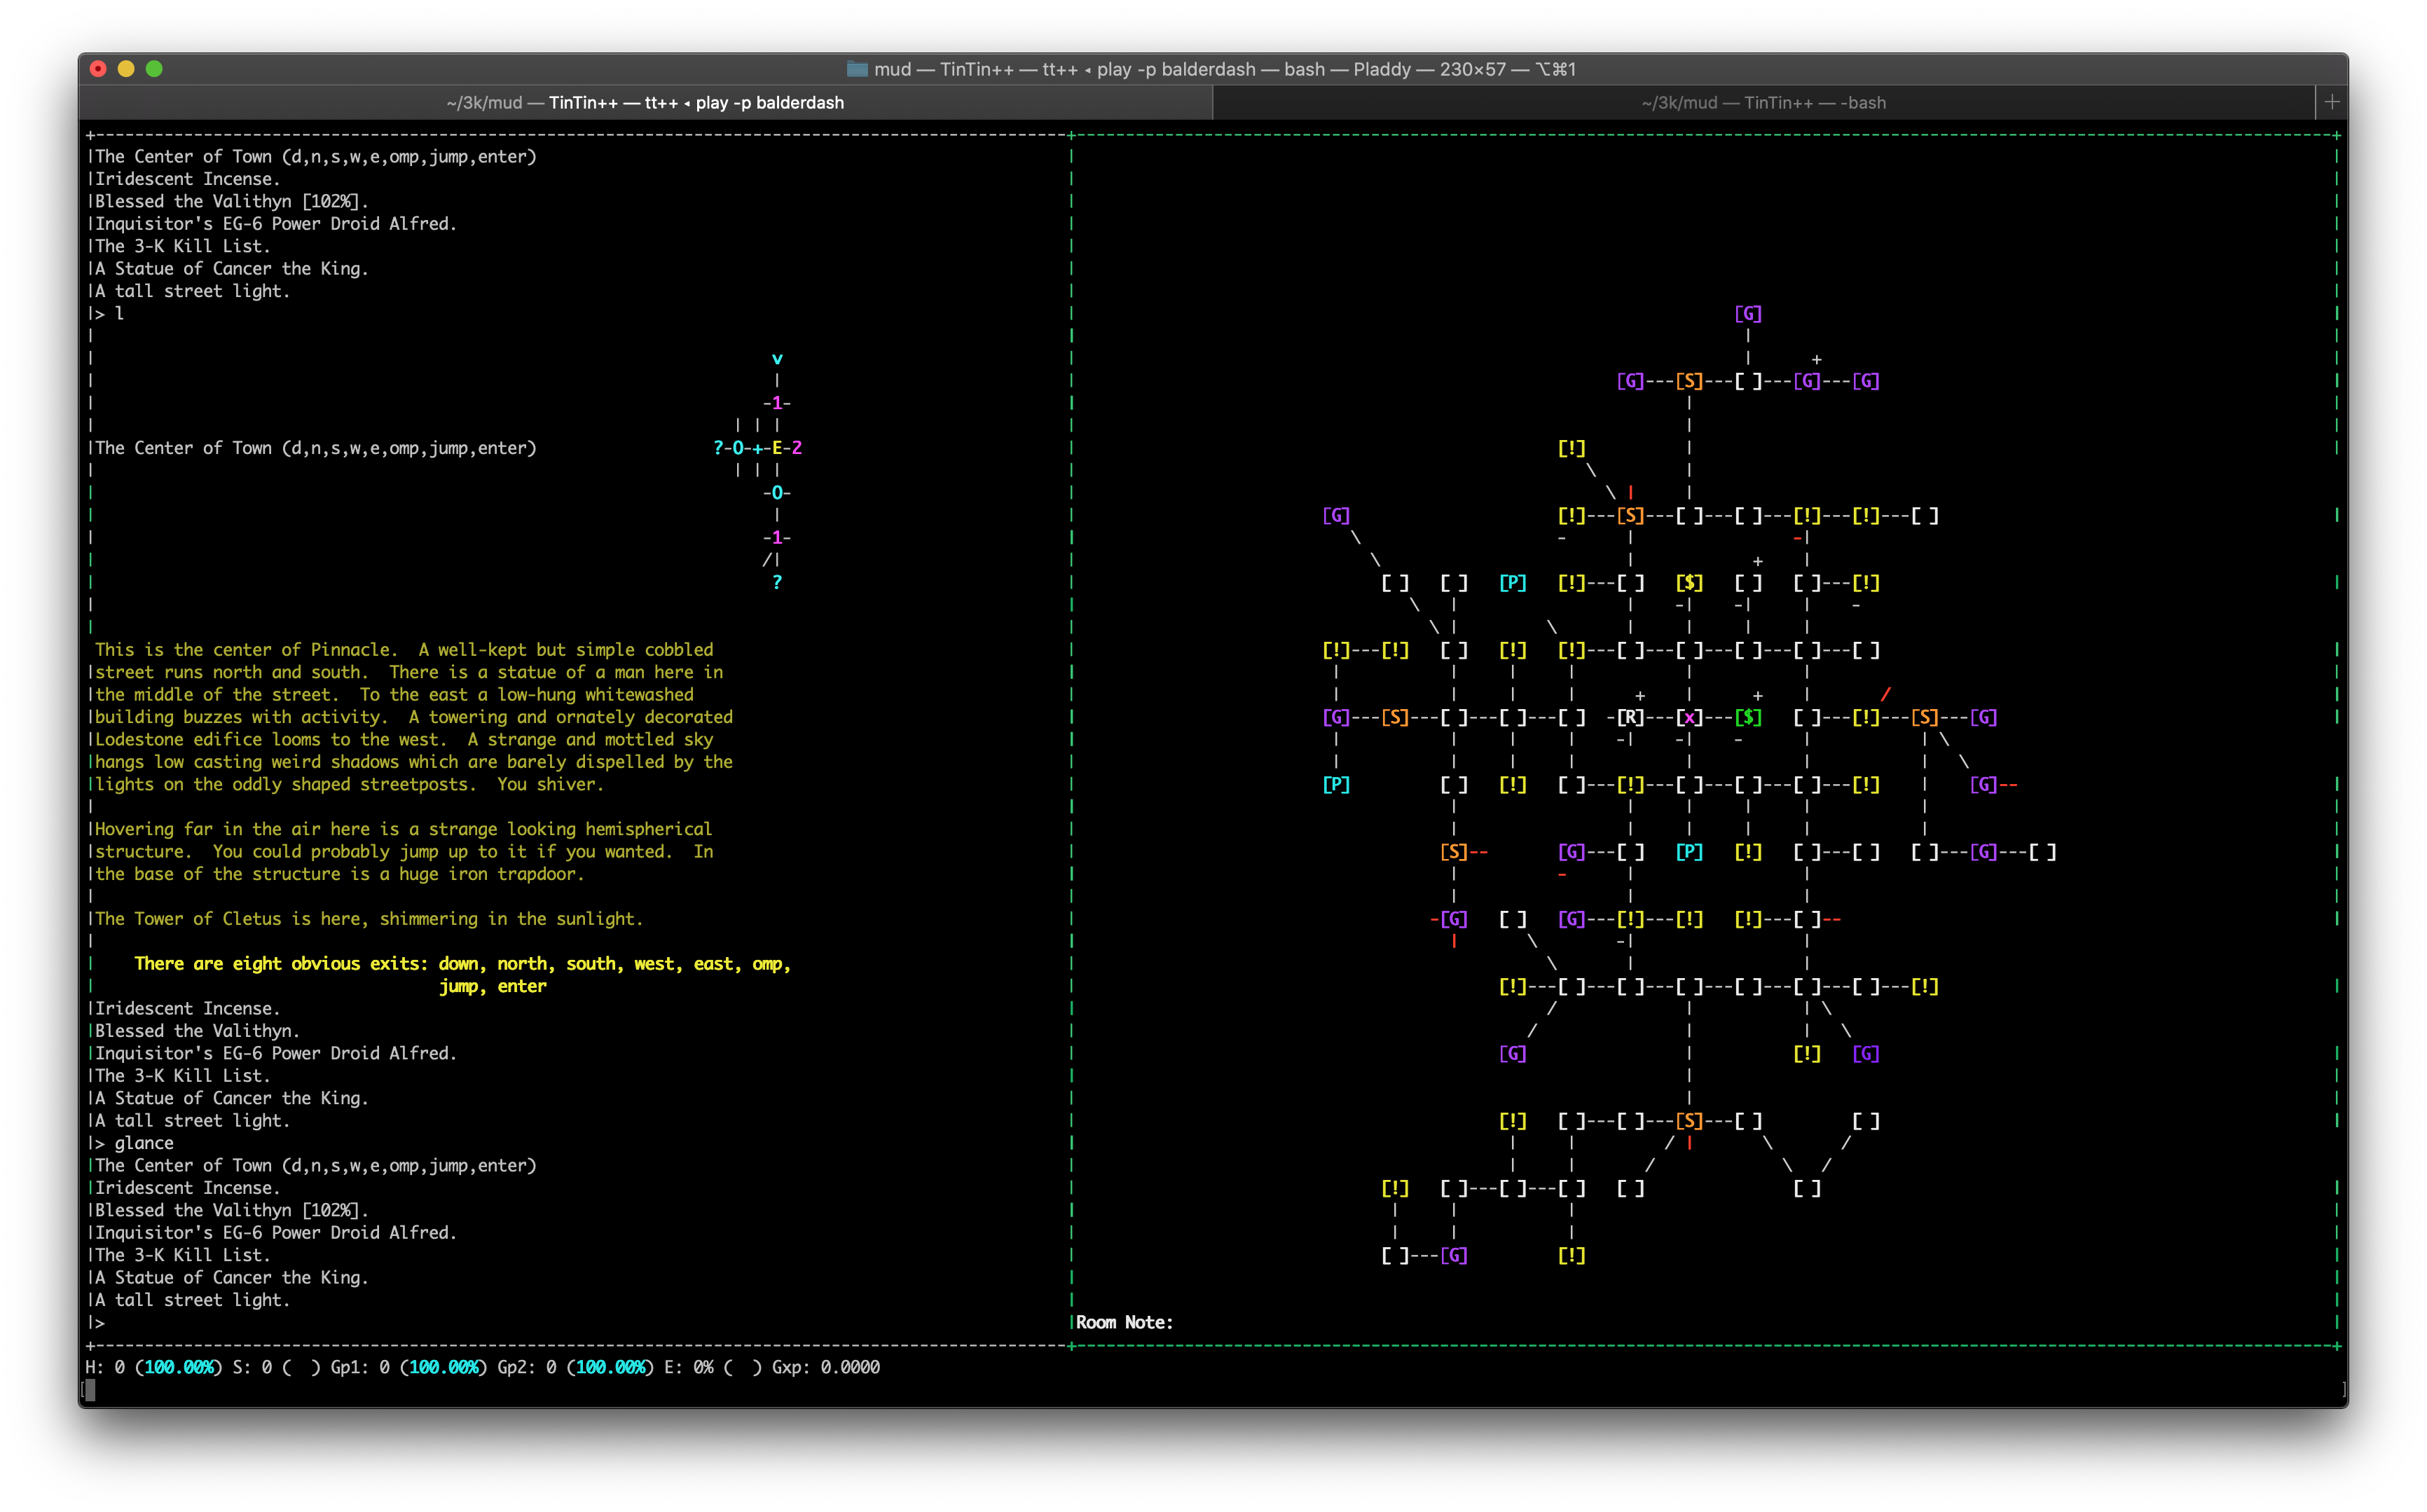 mud — TinTin++ — tt++ ◂ play -p balderdash — bash — Pladdy — 230×57 — ⌥⌘1
~/3k/mud — TinTin++ — tt++ ◂ play -p balderdash
~/3k/mud — TinTin++ — -bash
The Center of Town (d,n,s,w,e,omp,jump,enter)
Iridescent Incense.
Blessed the Valithyn [102%].
Inquisitor's EG-6 Power Droid Alfred.
The 3-K Kill List.
A Statue of Cancer the King.
A tall street light.
> l
v
-1-
The Center of Town (d,n,s,w,e,omp,jump,enter) ?-O-+-E-2
-O-
-1-
?
This is the center of Pinnacle.  A well-kept but simple cobbled
street runs north and south.  There is a statue of a man here in
the middle of the street.  To the east a low-hung whitewashed
building buzzes with activity.  A towering and ornately decorated
Lodestone edifice looms to the west.  A strange and mottled sky
hangs low casting weird shadows which are barely dispelled by the
lights on the oddly shaped streetposts.  You shiver.
Hovering far in the air here is a strange looking hemispherical
structure.  You could probably jump up to it if you wanted.  In
the base of the structure is a huge iron trapdoor.
The Tower of Cletus is here, shimmering in the sunlight.
There are eight obvious exits: down, north, south, west, east, omp,
jump, enter
Iridescent Incense.
Blessed the Valithyn.
Inquisitor's EG-6 Power Droid Alfred.
The 3-K Kill List.
A Statue of Cancer the King.
A tall street light.
> glance
The Center of Town (d,n,s,w,e,omp,jump,enter)
Iridescent Incense.
Blessed the Valithyn [102%].
Inquisitor's EG-6 Power Droid Alfred.
The 3-K Kill List.
A Statue of Cancer the King.
A tall street light.
>
[G]
+
[G]---[S]---[ ]---[G]---[G]
[!]
[G] [!]---[S]---[ ]---[ ]---[!]---[!]---[ ]
[ ] [ ] [P] [!]---[ ] [$] [ ] [ ]---[!]
[!]---[!] [ ] [!] [!]---[ ]---[ ]---[ ]---[ ]---[ ]
[G]---[S]---[ ]---[ ]---[ ] -[R]---[x]---[$] [ ]---[!]---[S]---[G]
[P] [ ] [!] [ ]---[!]---[ ]---[ ]---[ ]---[!] [G]--
[S]-- [G]---[ ] [P] [!] [ ]---[ ] [ ]---[G]---[ ]
-[G] [ ] [G]---[!]---[!] [!]---[ ]--
[!]---[ ]---[ ]---[ ]---[ ]---[ ]---[ ]---[!]
[G] [!] [G]
[!] [ ]---[ ]---[S]---[ ] [ ]
[!] [ ]---[ ]---[ ] [ ] [ ]
[ ]---[G] [!]
Room Note:
H: 0 (100.00%) S: 0 (  ) Gp1: 0 (100.00%) Gp2: 0 (100.00%) E: 0% (  ) Gxp: 0.0000